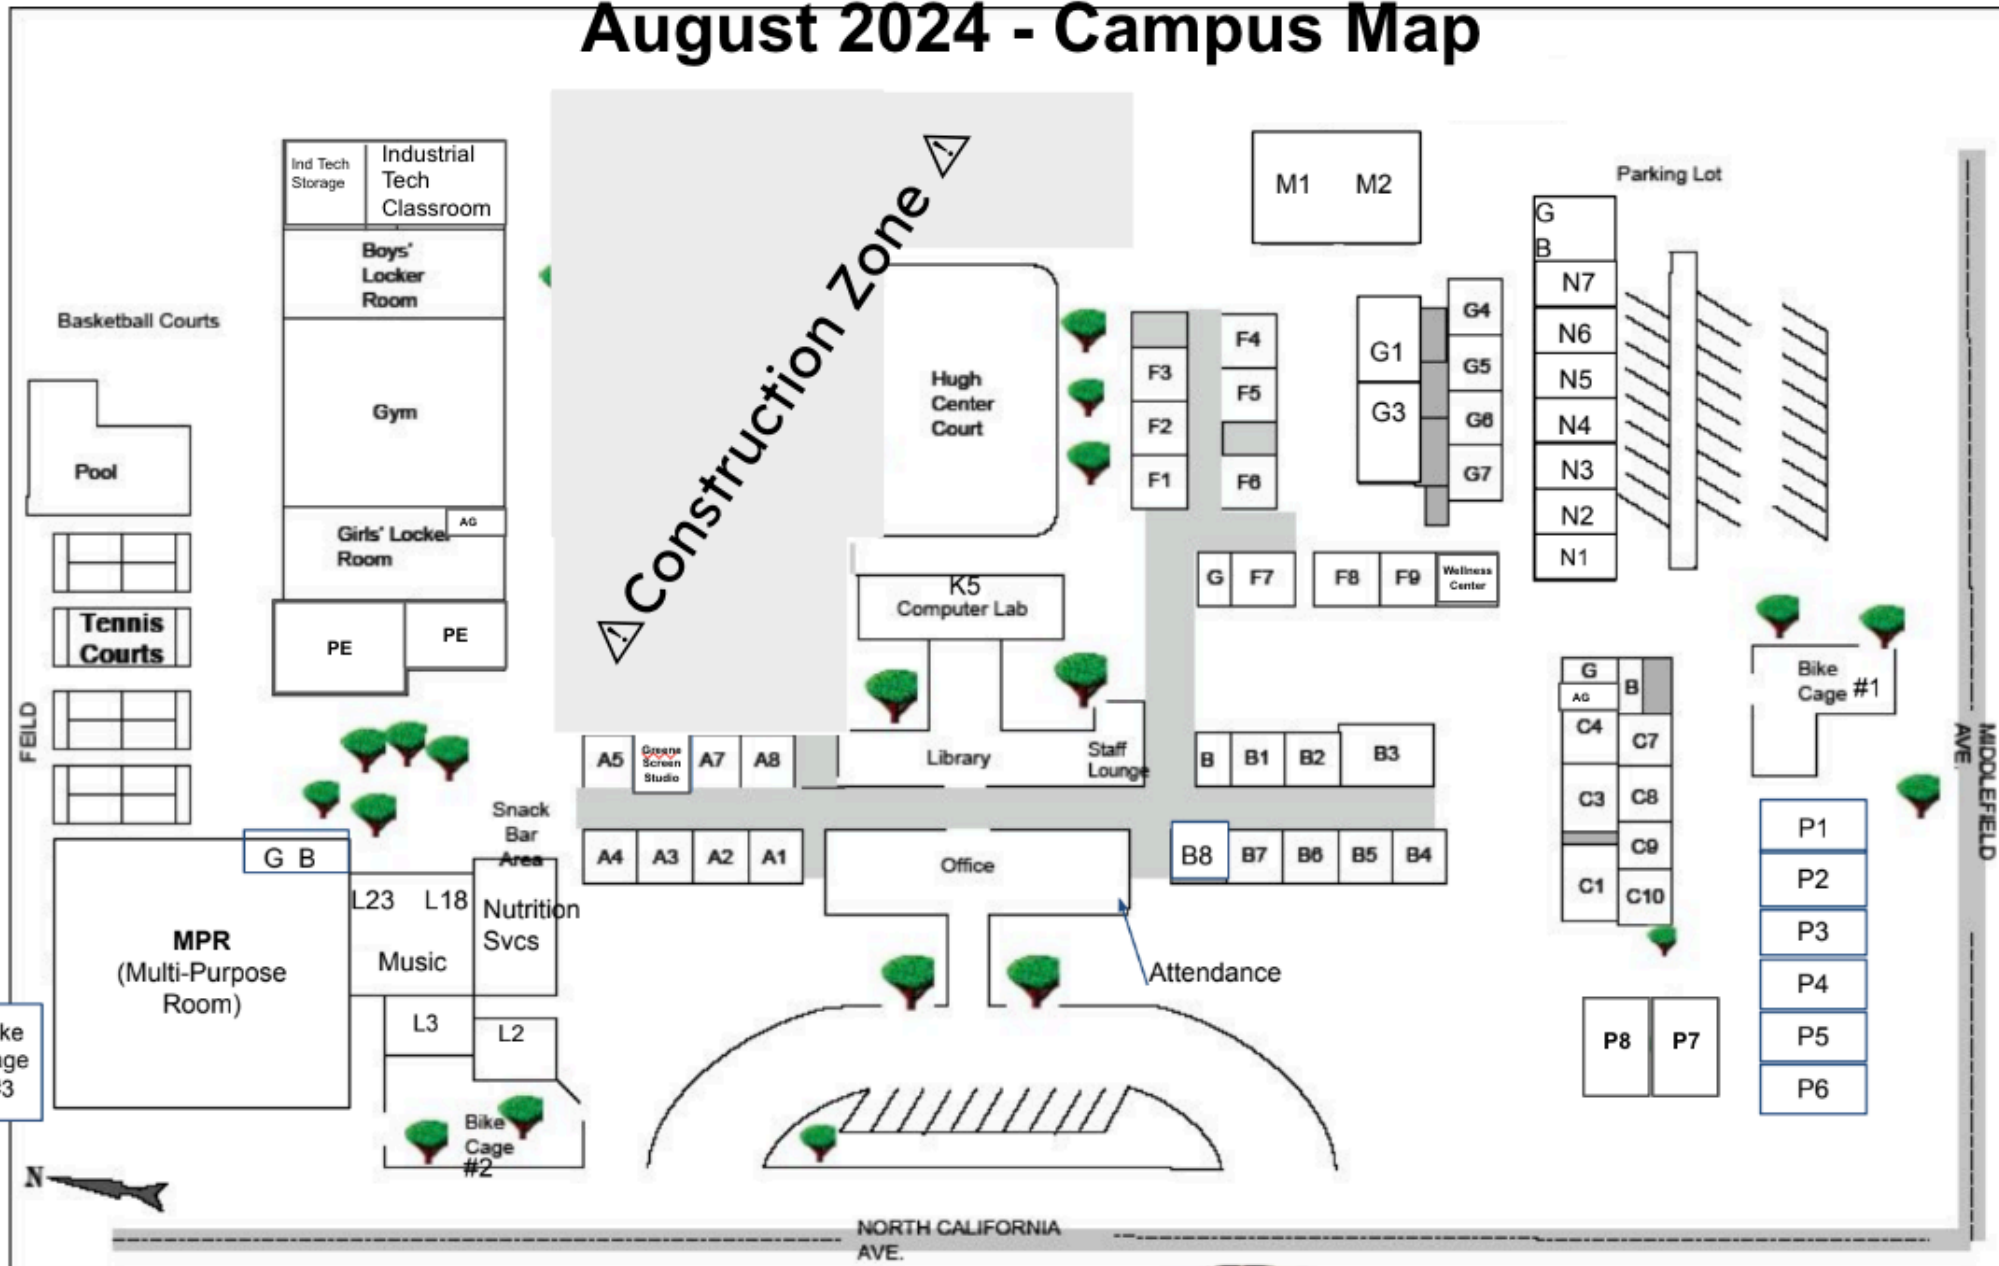 August 2024 - Campus Map
Ind Tech
Storage
Industrial
Tech
Classroom
Boys'
Locker
Room
Gym
Girls' Locke
Room
AG
PE
PE
Basketball Courts
Pool
Tennis
Courts
FEILD
⚠ Construction Zone ⚠
Hugh
Center
Court
K5
Computer Lab
Library
Staff
Lounge
M1 M2
Parking Lot
G
B
N7
N6
N5
N4
N3
N2
N1
G1
G3
G4
G5
G6
G7
F3
F2
F1
F4
F5
F6
G
F7
F8
F9
Wellness
Center
A5
Greene
Screen
Studio
A7
A8
B
B1
B2
B3
A4
A3
A2
A1
Office
B8
B7
B6
B5
B4
Attendance
G
AG
B
C4
C3
C1
C7
C8
C9
C10
Bike
Cage #1
P1
P2
P3
P4
P5
P6
P8
P7
MIDDLEFIELD
AVE.
Snack
Bar
Area
G B
L23 L18
Music
Nutrition
Svcs
MPR
(Multi-Purpose
Room)
L3
L2
Bike
Cage
#2
ke
ge
#3
N
NORTH CALIFORNIA
AVE.